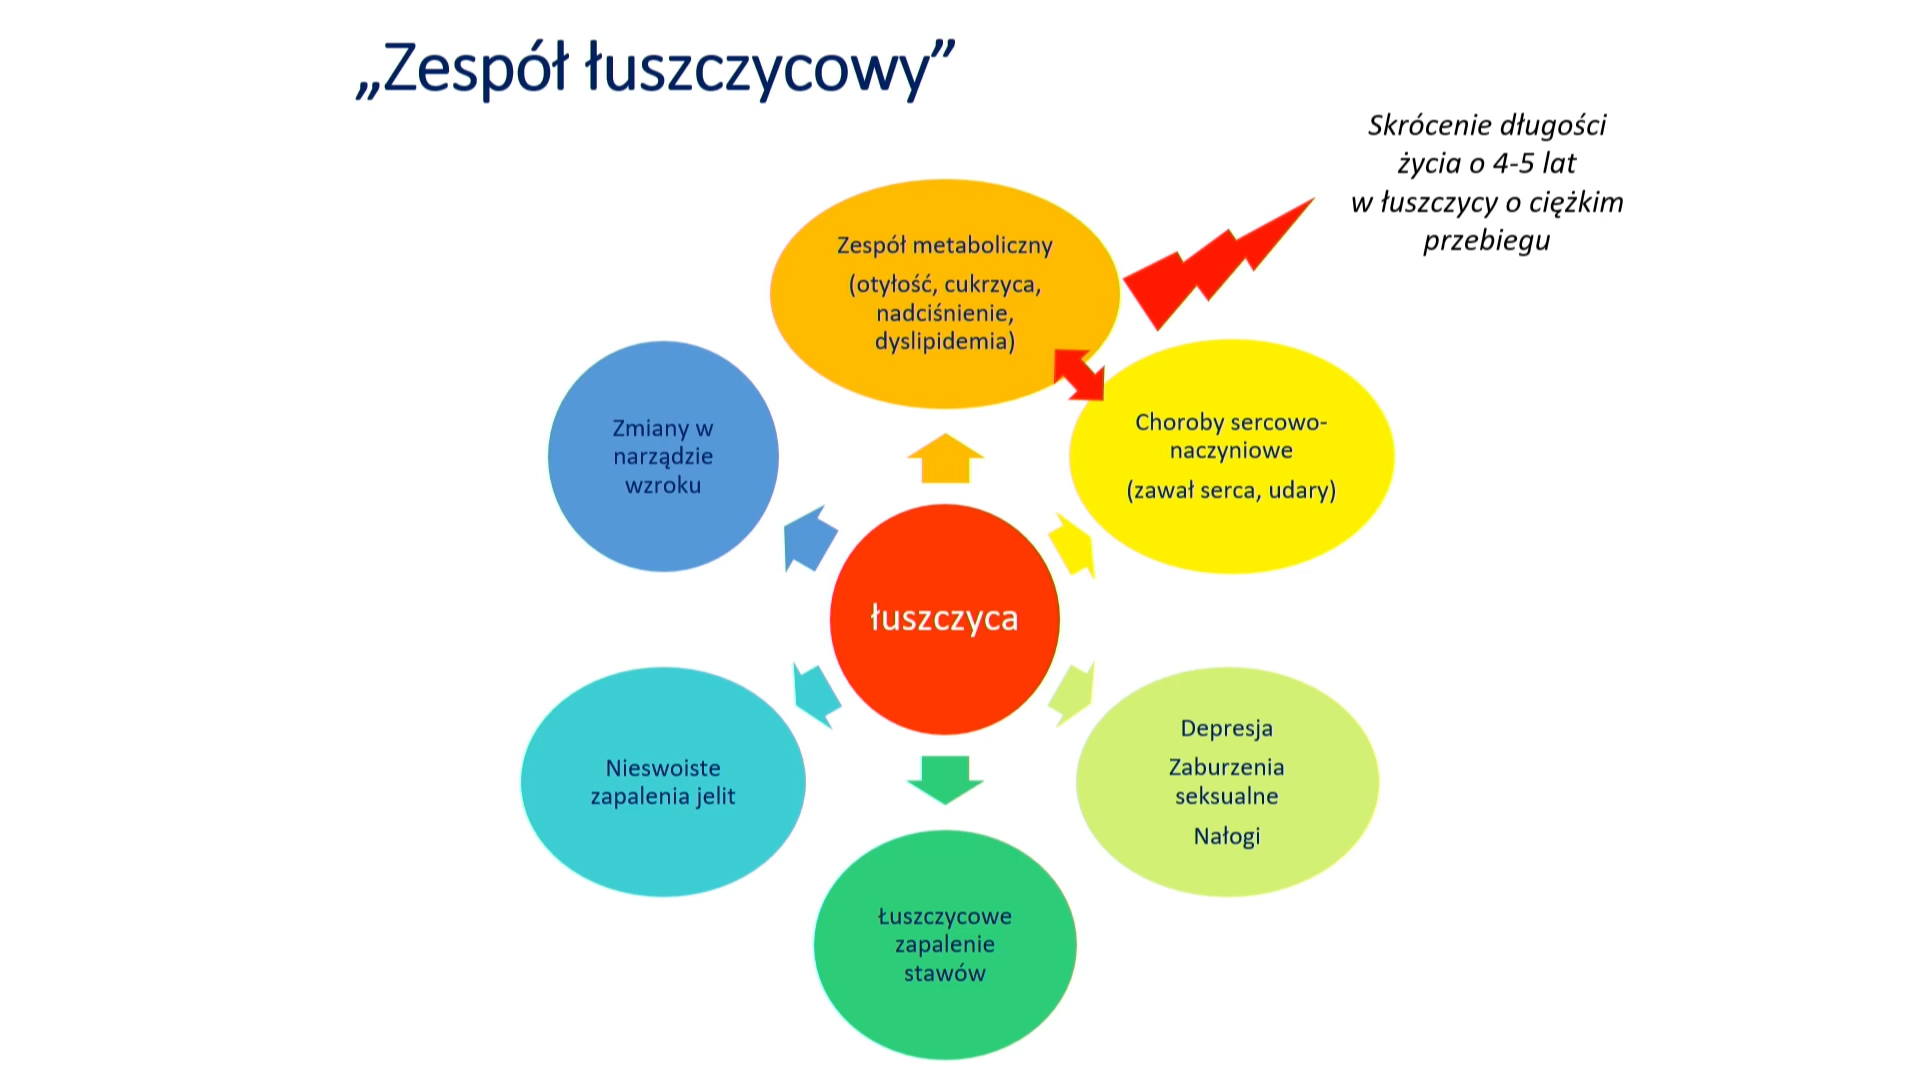 „Zespół łuszczycowy”
Skrócenie długości
życia o 4-5 lat
w łuszczycy o ciężkim
przebiegu
Zespół metaboliczny
(otyłość, cukrzyca,
nadciśnienie,
dyslipidemia)
Zmiany w
narządzie
wzroku
Choroby sercowo-
naczyniowe
(zawał serca, udary)
łuszczyca
Nieswoiste
zapalenia jelit
Depresja
Zaburzenia
seksualne
Nałogi
Łuszczycowe
zapalenie
stawów